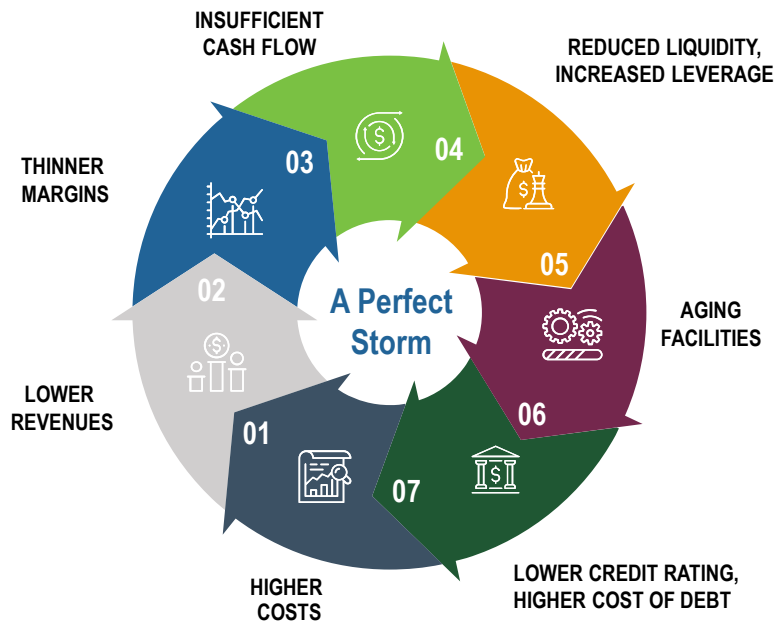 INSUFFICIENT
CASH FLOW
REDUCED LIQUIDITY,
INCREASED LEVERAGE
THINNER
MARGINS
03
04
$
$
02
05
A Perfect
Storm
AGING
FACILITIES
$
LOWER
REVENUES
01
06
07
$
HIGHER
COSTS
LOWER CREDIT RATING,
HIGHER COST OF DEBT